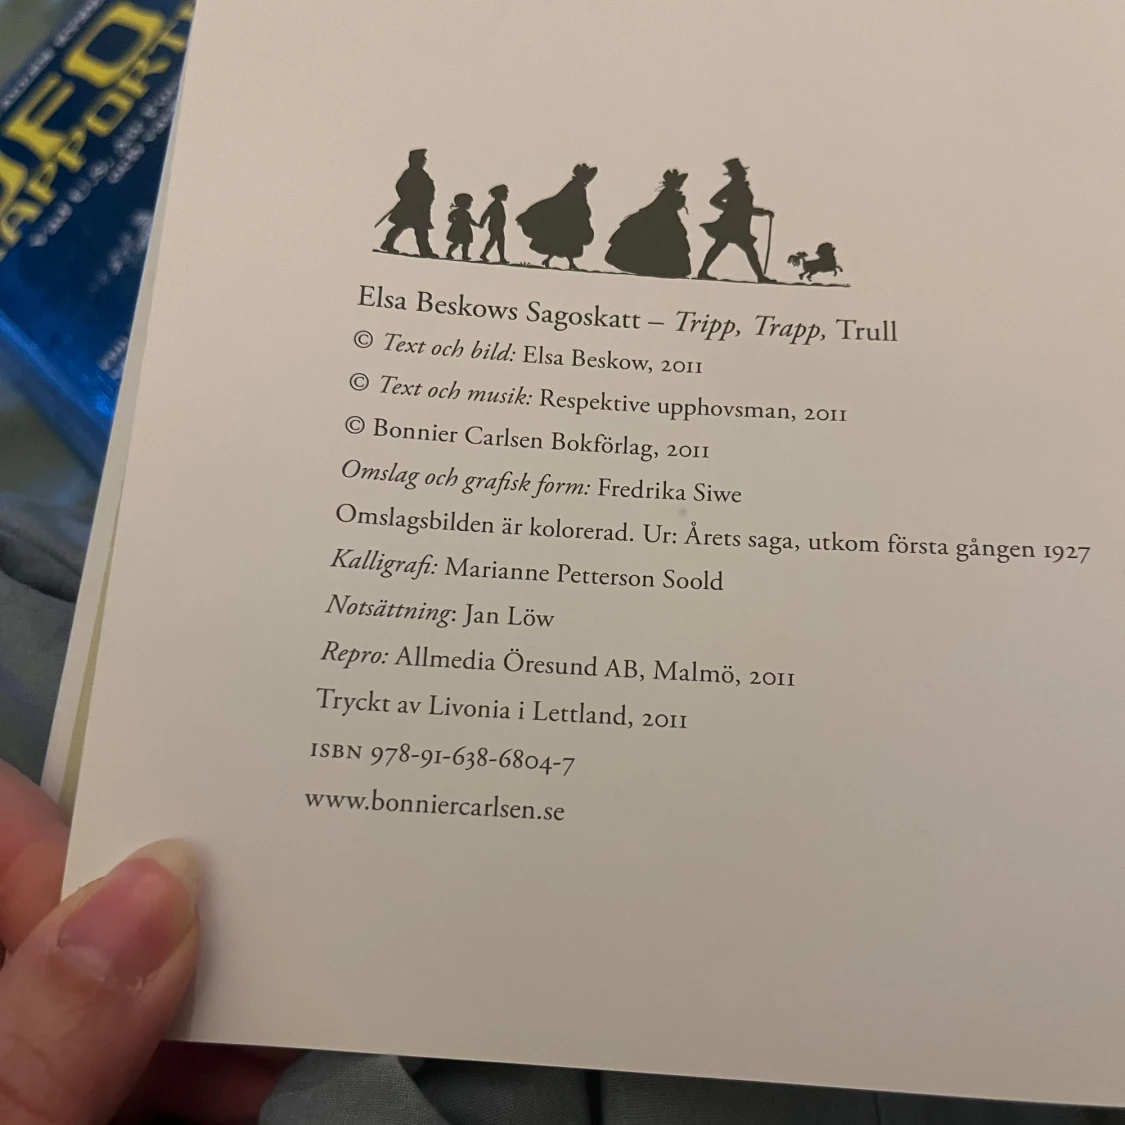 UFO
RAPPORT
Elsa Beskows Sagoskatt – Tripp, Trapp, Trull
© Text och bild: Elsa Beskow, 2011
© Text och musik: Respektive upphovsman, 2011
© Bonnier Carlsen Bokförlag, 2011
Omslag och grafisk form: Fredrika Siwe
Omslagsbilden är kolorerad. Ur: Årets saga, utkom första gången 1927
Kalligrafi: Marianne Petterson Soold
Notsättning: Jan Löw
Repro: Allmedia Öresund AB, Malmö, 2011
Tryckt av Livonia i Lettland, 2011
ISBN 978-91-638-6804-7
www.bonniercarlsen.se